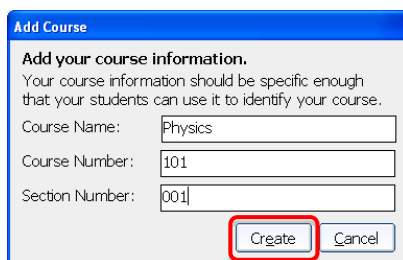 Add Course
Add your course information.
Your course information should be specific enough
that your students can use it to identify your course.
Course Name: Physics
Course Number: 101
Section Number: 001
Create Cancel